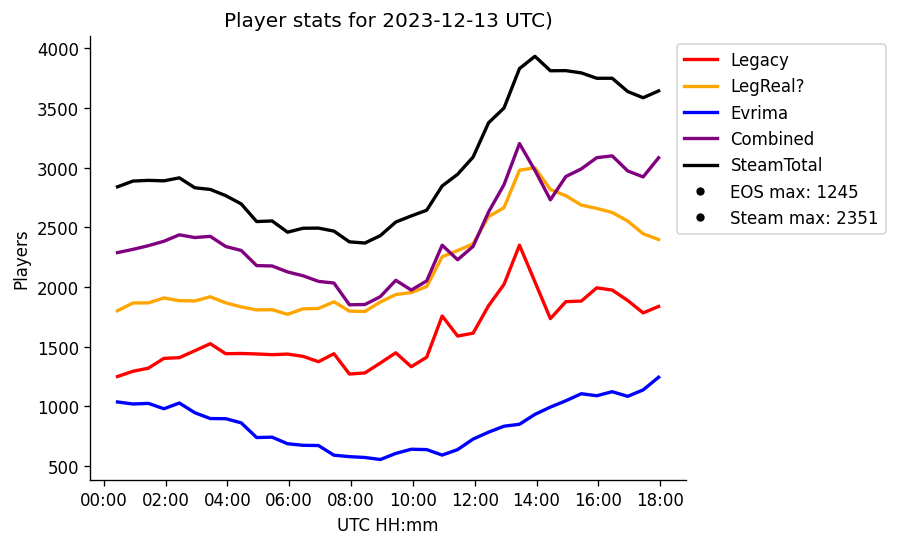 Player stats for 2023-12-13 UTC)
4000
3500
3000
2500
2000
1500
1000
500
Players
00:00 02:00 04:00 06:00 08:00 10:00 12:00 14:00 16:00 18:00
UTC HH:mm
Legacy
LegReal?
Evrima
Combined
SteamTotal
EOS max: 1245
Steam max: 2351